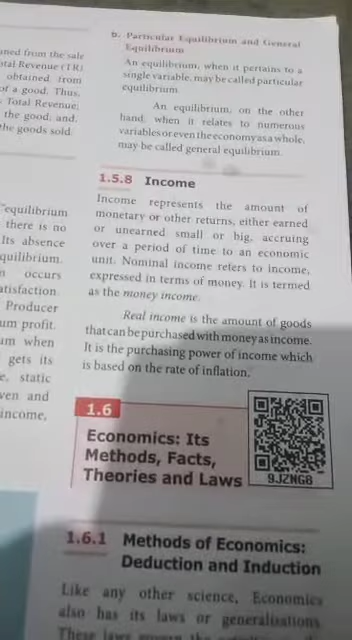 ned from the sale
tal Revenue (TR)
obtained from
of a good. Thus,
Total Revenue,
the good, and,
the goods sold.
"equilibrium
there is no
Its absence
quilibrium.
occurs
atisfaction.
Producer
um profit.
um when
gets its
e, static
ven and
income,
b. Particular Equilibrium and General
Equilibrium
An equilibrium, when it pertains to a
single variable, may be called particular
equilibrium.
An equilibrium, on the other
hand, when it relates to numerous
variables or even the economy as a whole,
may be called general equilibrium.
1.5.8 Income
Income represents the amount of
monetary or other returns, either earned
or unearned small or big, accruing
over a period of time to an economic
unit. Nominal income refers to income,
expressed in terms of money. It is termed
as the money income.
Real income is the amount of goods
that can be purchased with money as income.
It is the purchasing power of income which
is based on the rate of inflation.
1.6
Economics: Its
Methods, Facts,
Theories and Laws
9J2NG8
1.6.1 Methods of Economics:
Deduction and Induction
Like any other science, Economics
also has its laws or generalisations.
These laws govern the